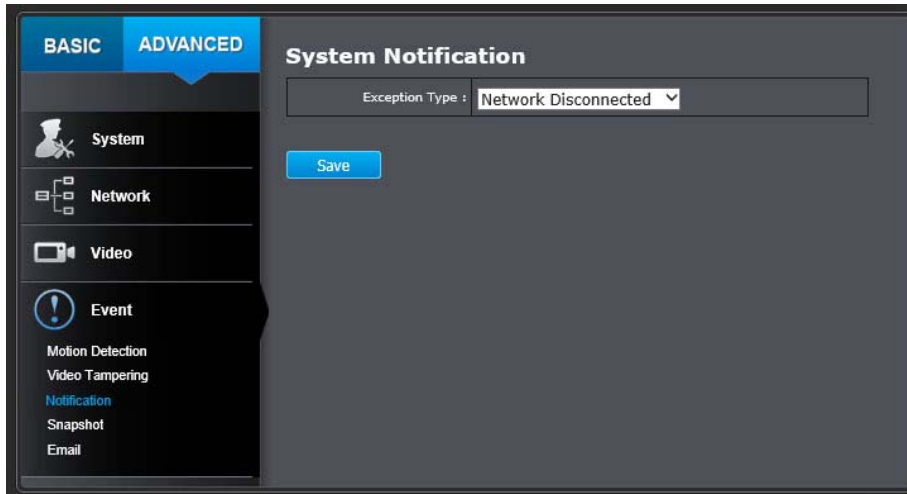 BASIC
ADVANCED
System Notification
Exception Type :
Network Disconnected
Save
System
Network
Video
Event
Motion Detection
Video Tampering
Notification
Snapshot
Email